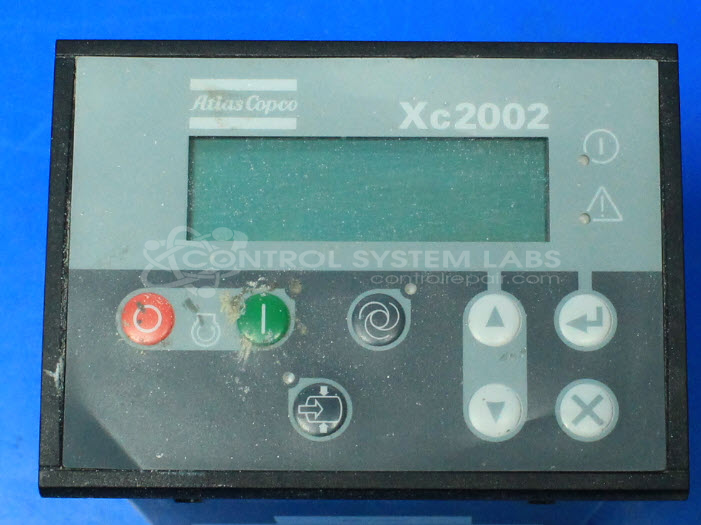 Atlas Copco
Xc2002
CONTROL SYSTEM LABS
controlrepair.com